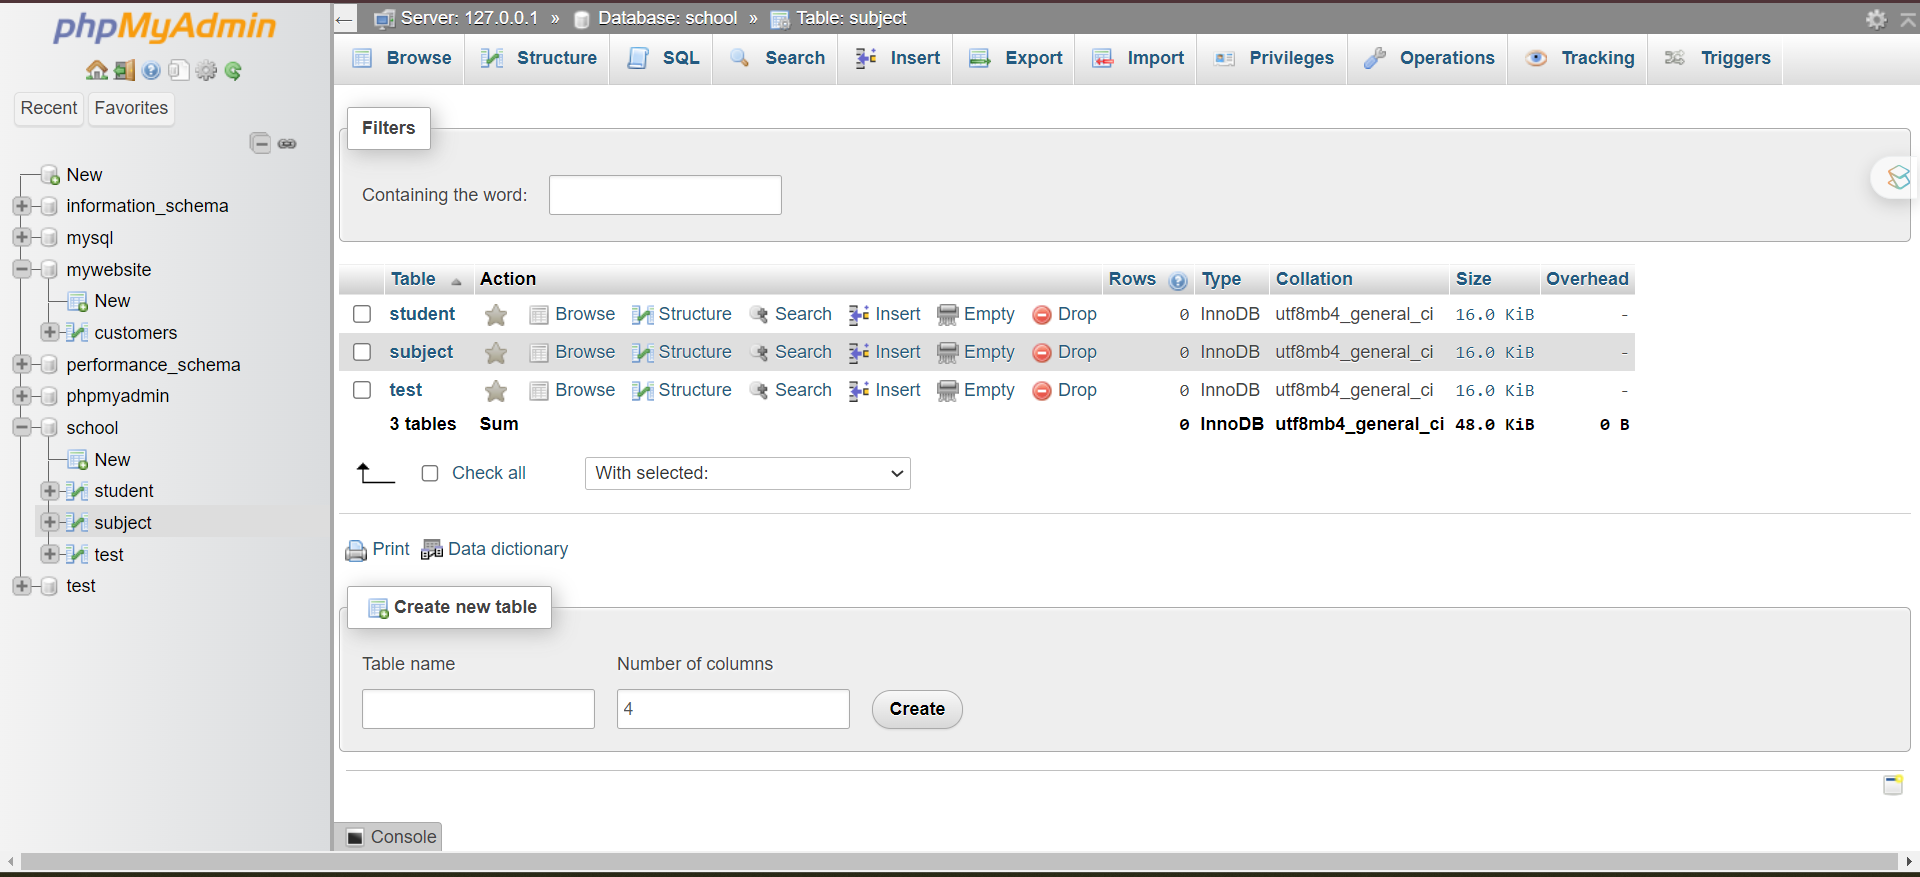 phpMyAdmin
Recent Favorites
New
information_schema
mysql
mywebsite
New
customers
performance_schema
phpmyadmin
school
New
student
subject
test
test
Server: 127.0.0.1 » Database: school » Table: subject
Browse Structure SQL Search Insert Export Import Privileges Operations Tracking Triggers
Filters
Containing the word:
Table Action Rows Type Collation Size Overhead
student Browse Structure Search Insert Empty Drop 0 InnoDB utf8mb4_general_ci 16.0 KiB -
subject Browse Structure Search Insert Empty Drop 0 InnoDB utf8mb4_general_ci 16.0 KiB -
test Browse Structure Search Insert Empty Drop 0 InnoDB utf8mb4_general_ci 16.0 KiB -
3 tables Sum 0 InnoDB utf8mb4_general_ci 48.0 KiB 0 B
Check all With selected:
Print Data dictionary
Create new table
Table name Number of columns
4 Create
Console